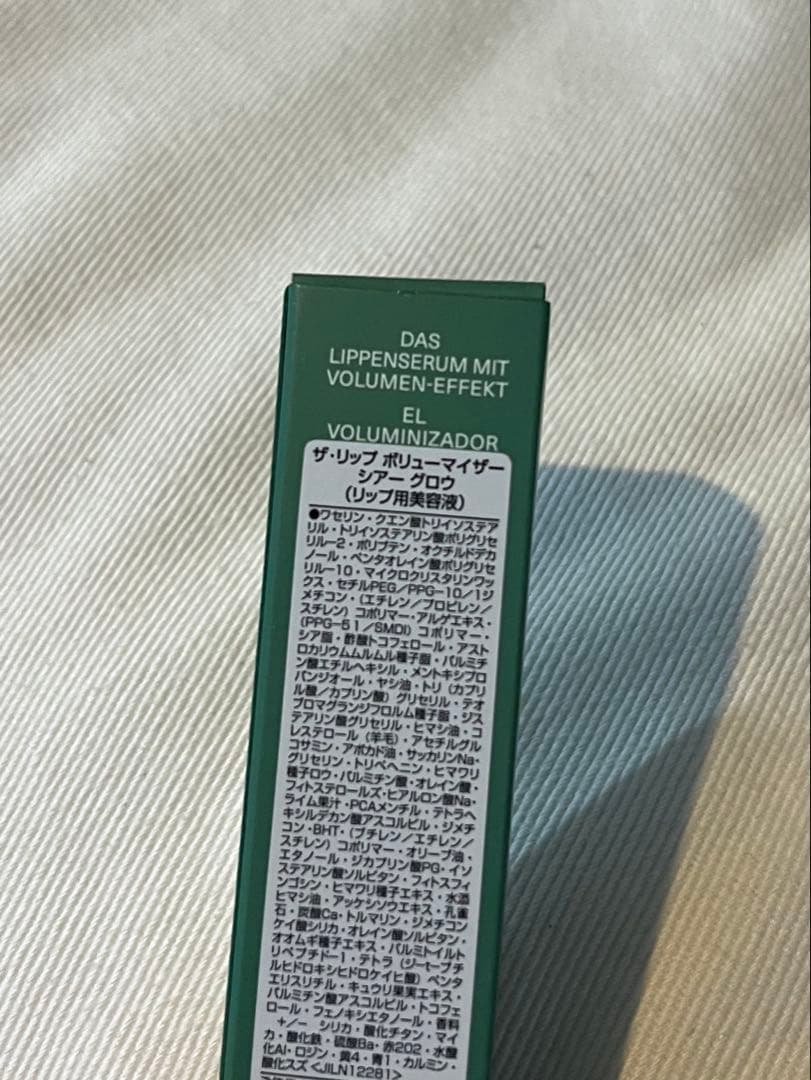 DAS
LIPPENSERUM MIT
VOLUMEN-EFFEKT
EL
VOLUMINIZADOR
ザ・リップ ボリューマイザー
シアー グロウ
（リップ用美容液）
●ワセリン・クエン酸トリイソステア
リル・トリイソステアリン酸ポリグリセ
リル-2・ポリブテン・オクチルドデカ
ノール・ペンタオレイン酸ポリグリセ
リル-10・マイクロクリスタリンワッ
クス・セチルPEG／PPG-10／1ジ
メチコン・（エチレン／プロピレン／
スチレン）コポリマー・アルゲエキス・
（PPG-51／SMDI）コポリマー・
シア脂・酢酸トコフェロール・アスト
ロカリウムムルムル種子脂・パルミチ
ン酸エチルヘキシル・メントキシプロ
パンジオール・ヤシ油・トリ（カプリ
ル酸／カプリン酸）グリセリル・テオ
ブロマグランジフロルム種子脂・ジス
テアリン酸グリセリル・ヒマシ油・コ
レステロール（羊毛）・アセチルグル
コサミン・アボカド油・サッカリンNa・
グリセリン・トリベヘニン・ヒマワリ
種子ロウ・パルミチン酸・オレイン酸・
フィトステロールズ・ヒアルロン酸Na・
ライム果汁・PCAメンチル・テトラヘ
キシルデカン酸アスコルビル・ジメチ
コン・BHT・（ブチレン／エチレン／
スチレン）コポリマー・オリーブ油・
エタノール・ジカプリン酸PG・イソ
ステアリン酸ソルビタン・フィトスフィ
ンゴシン・ヒマワリ種子エキス・水添
ヒマシ油・アッケシソウエキス・孔雀
石・炭酸Ca・トルマリン・ジメチコン
ケイ酸シリカ・オレイン酸ソルビタン・
オオムギ種子エキス・パルミトイルト
リペプチド-1・テトラ（ジ-t-ブチ
ルヒドロキシヒドロケイヒ酸）ペンタ
エリスリチル・キュウリ果実エキス・
パルミチン酸アスコルビル・トコフェ
ロール・フェノキシエタノール・香料
+／- シリカ・酸化チタン・マイ
カ・酸化鉄・硫酸Ba・赤202・水酸
化Al・ロジン・黄4・青1・カルミン・
酸化スズ<JILN12281>